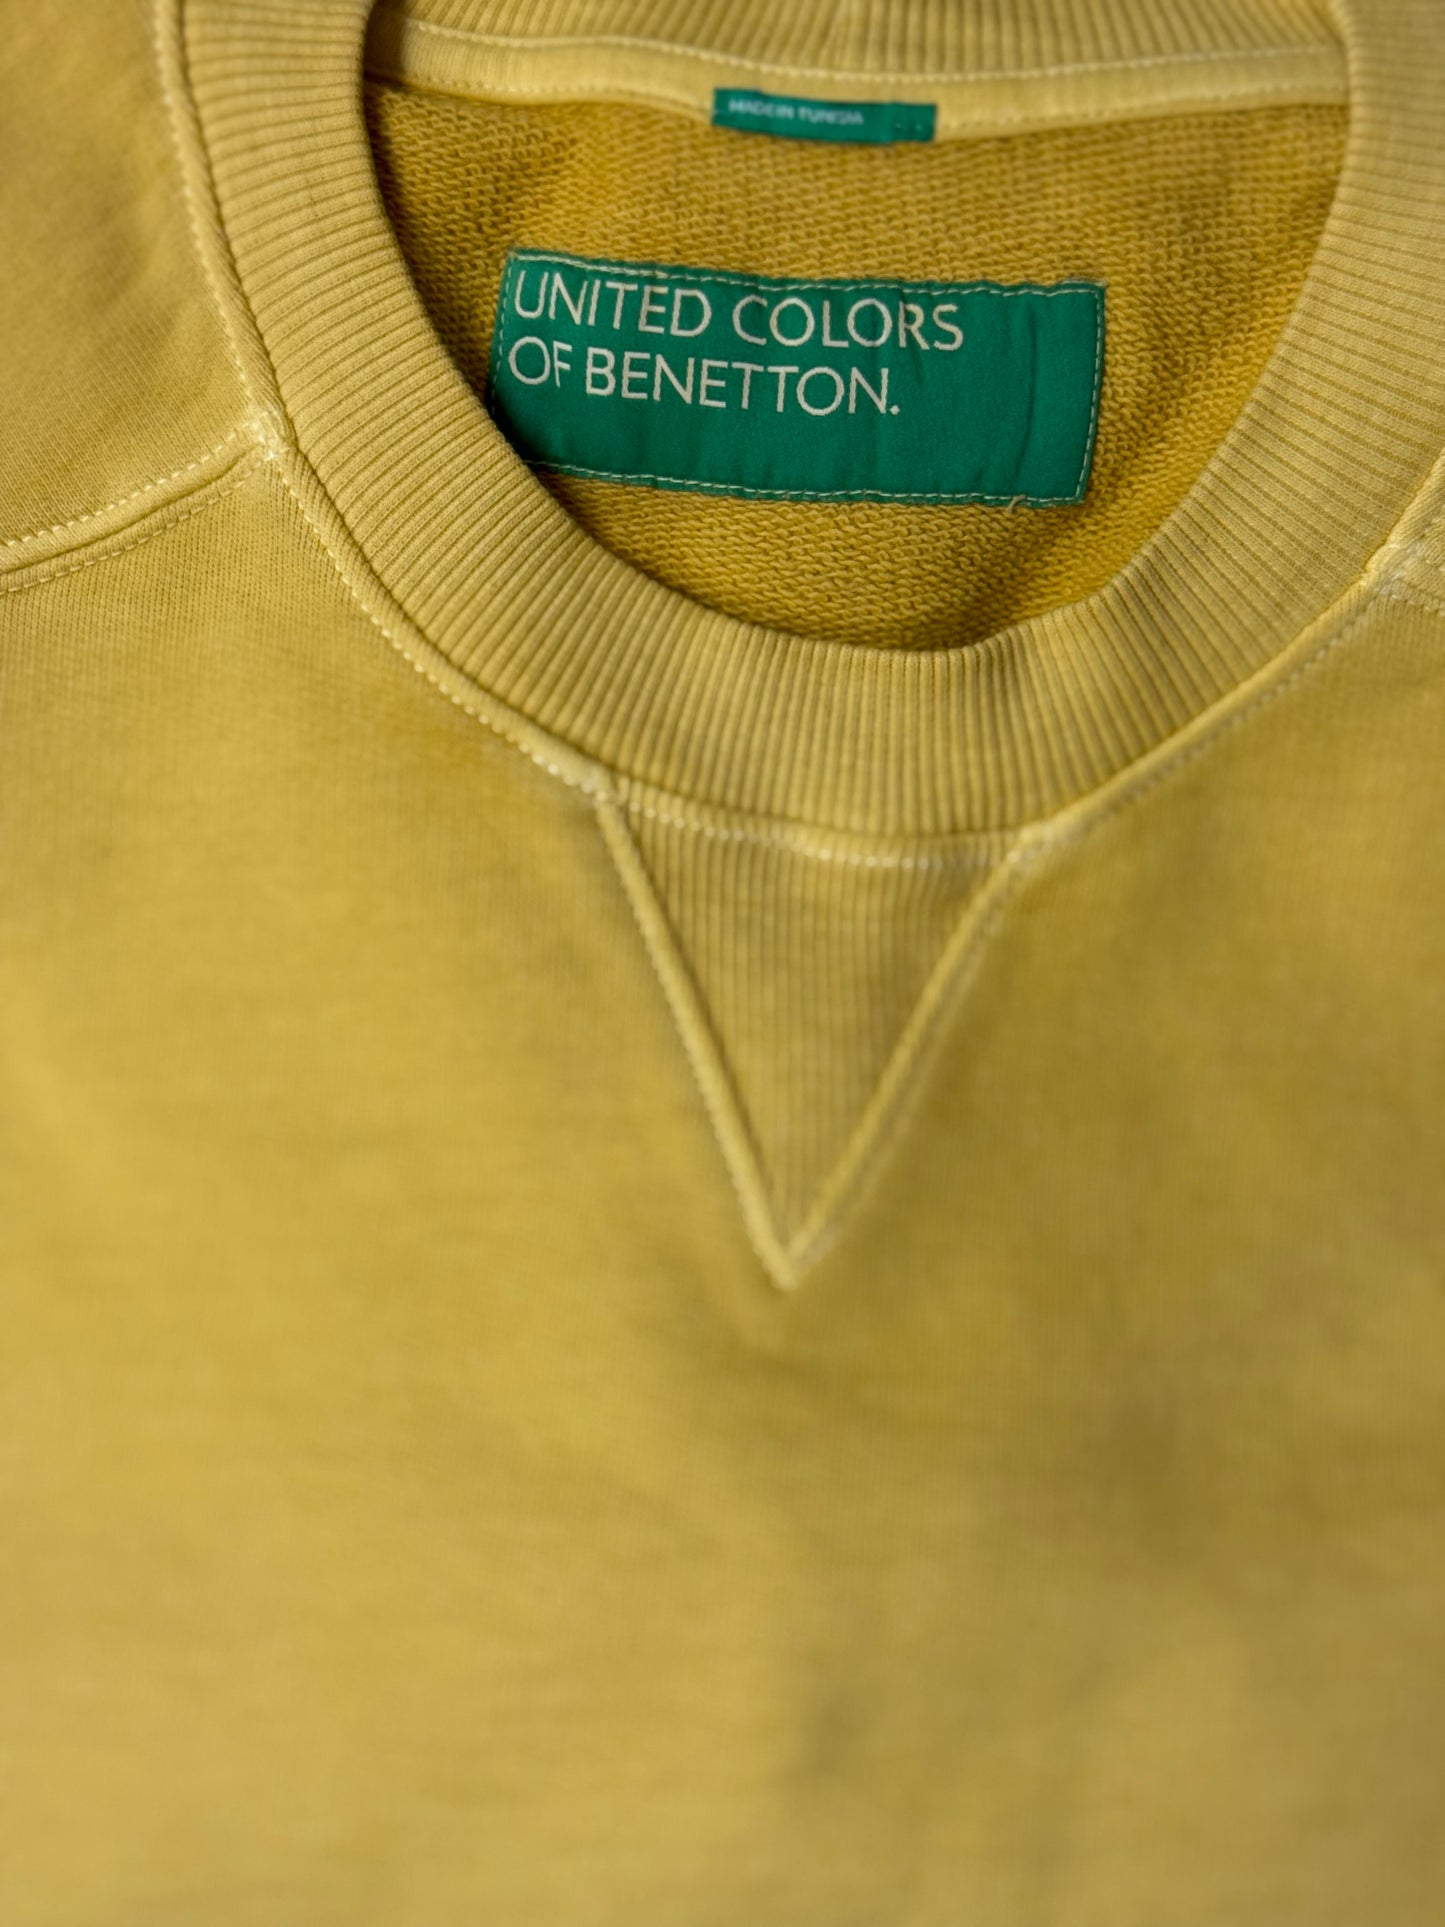 MADE IN TUNISIA
UNITED COLORS
OF BENETTON.